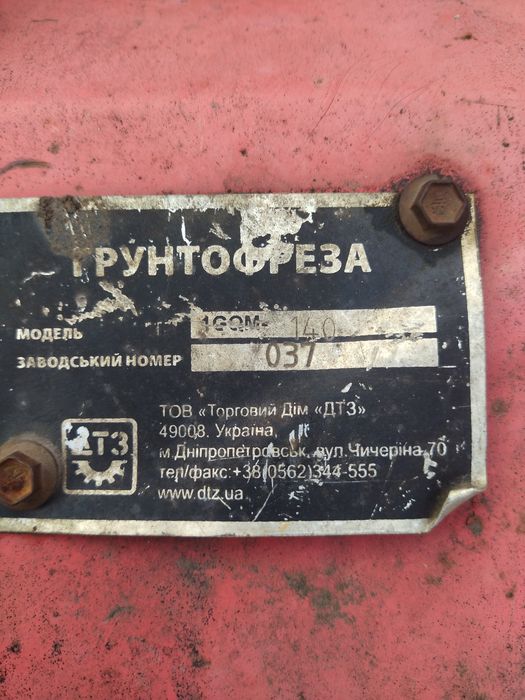 ГРУНТОФРЕЗА
МОДЕЛЬ 1GQM- 140
ЗАВОДСЬКИЙ НОМЕР 037
ДТЗ
ТОВ «Торговий Дім «ДТЗ»
49008. Україна,
м.Дніпропетровськ, вул.Чичеріна 70
тел/факс:+38(0562)344-555
www.dtz.ua